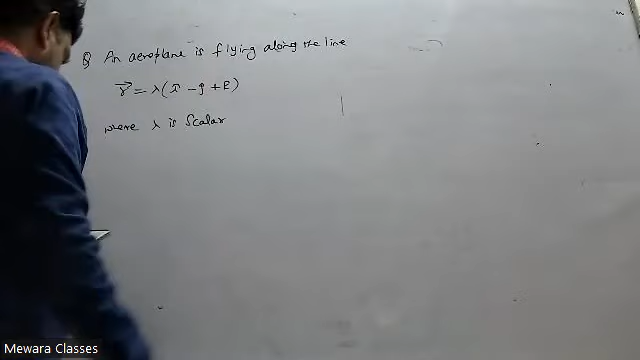 Q An aeroplane is flying along the line
r⃗ = λ(î - ĵ + k̂)
where λ is scalar
Mewara Classes